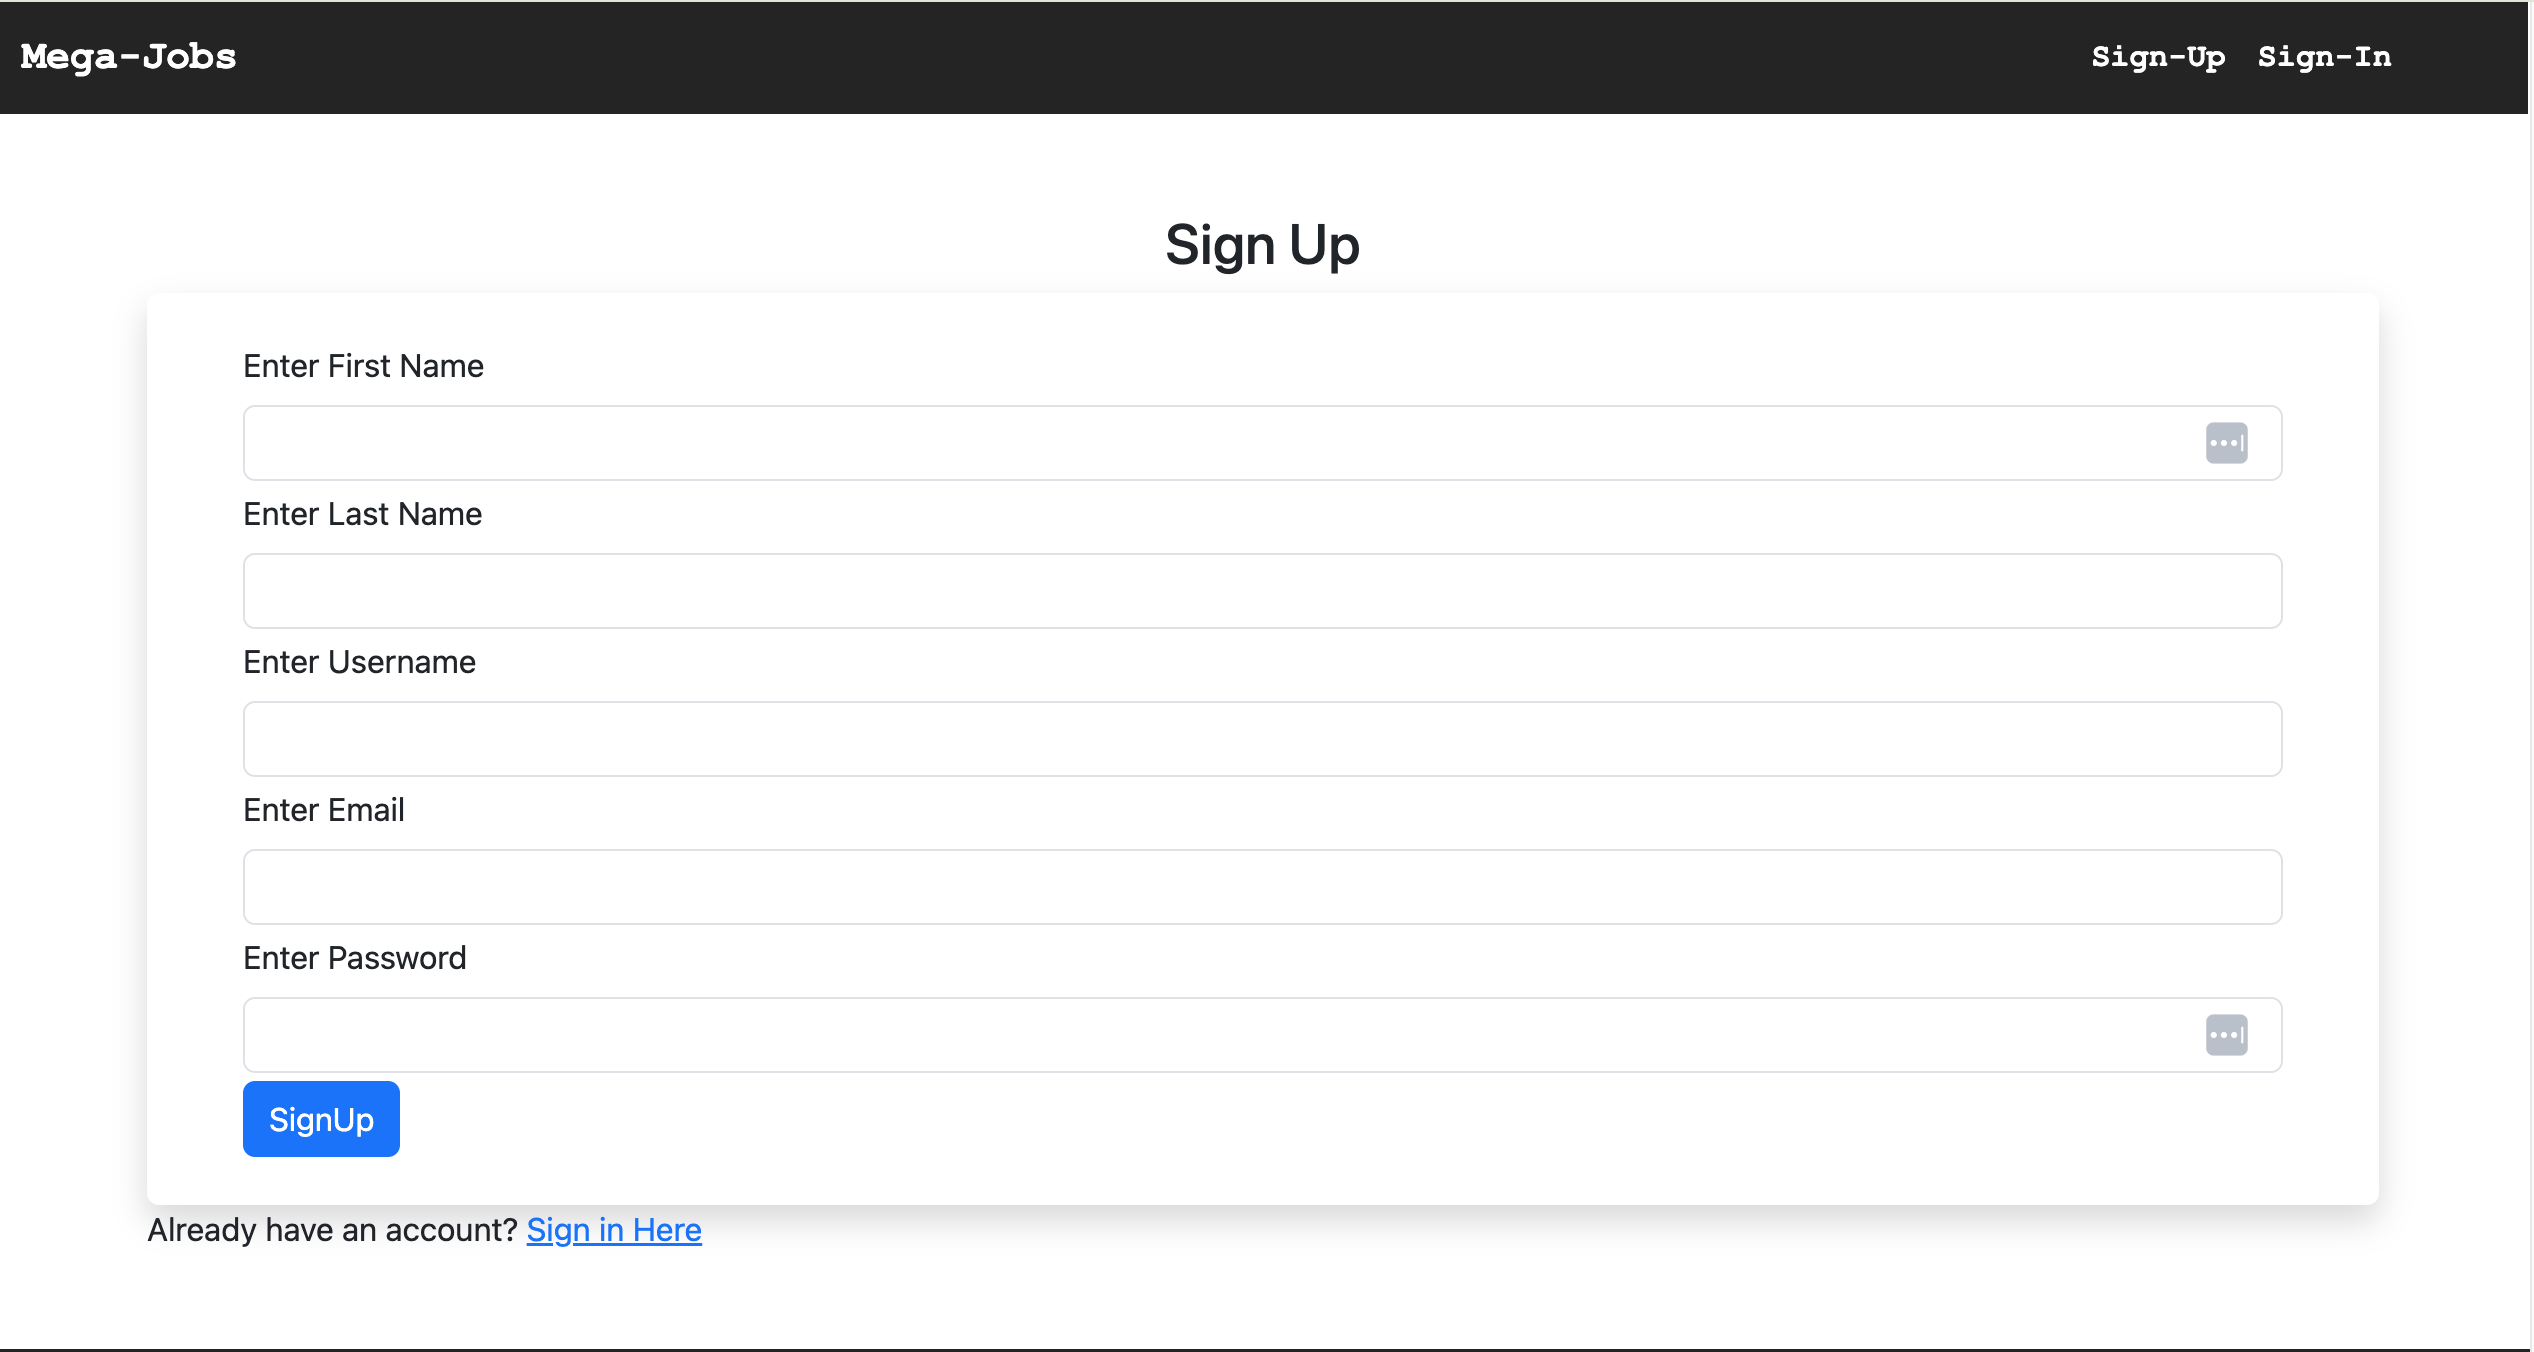 Mega-Jobs Sign-Up Sign-In
Sign Up
Enter First Name
Enter Last Name
Enter Username
Enter Email
Enter Password
SignUp
Already have an account? Sign in Here